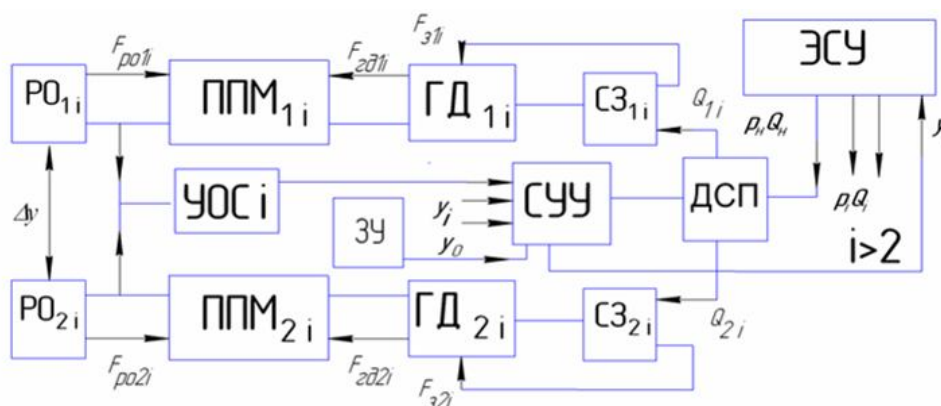 F_з1i
F_ро1i
F_гд1i
ЭСУ
РО_1i
ППМ_1i
ГД_1i
СЗ_1i
Q_1i
p_н Q_н
y
Δy
УОС i
СУУ
ДСП
p_i Q_i
y_i
ЗУ
y_0
i>2
РО_2i
ППМ_2i
ГД_2i
СЗ_2i
Q_2i
F_ро2i
F_гд2i
F_з2i